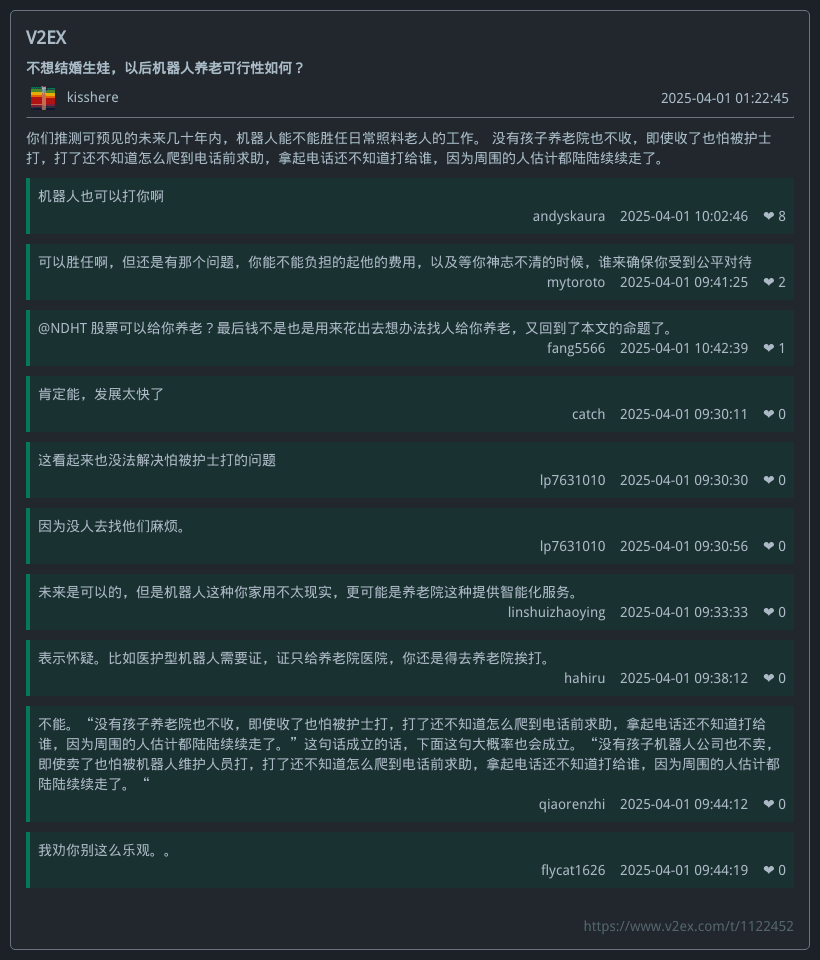 V2EX
不想结婚生娃，以后机器人养老可行性如何？
kisshere 2025-04-01 01:22:45
你们推测可预见的未来几十年内，机器人能不能胜任日常照料老人的工作。 没有孩子养老院也不收，即使收了也怕被护士
打，打了还不知道怎么爬到电话前求助，拿起电话还不知道打给谁，因为周围的人估计都陆陆续续走了。
机器人也可以打你啊
andyskaura 2025-04-01 10:02:46 ❤ 8
可以胜任啊，但还是有那个问题，你能不能负担的起他的费用，以及等你神志不清的时候，谁来确保你受到公平对待
mytoroto 2025-04-01 09:41:25 ❤ 2
@NDHT 股票可以给你养老？最后钱不是也是用来花出去想办法找人给你养老，又回到了本文的命题了。
fang5566 2025-04-01 10:42:39 ❤ 1
肯定能，发展太快了
catch 2025-04-01 09:30:11 ❤ 0
这看起来也没法解决怕被护士打的问题
lp7631010 2025-04-01 09:30:30 ❤ 0
因为没人去找他们麻烦。
lp7631010 2025-04-01 09:30:56 ❤ 0
未来是可以的，但是机器人这种你家用不太现实，更可能是养老院这种提供智能化服务。
linshuizhaoying 2025-04-01 09:33:33 ❤ 0
表示怀疑。比如医护型机器人需要证，证只给养老院医院，你还是得去养老院挨打。
hahiru 2025-04-01 09:38:12 ❤ 0
不能。“没有孩子养老院也不收，即使收了也怕被护士打，打了还不知道怎么爬到电话前求助，拿起电话还不知道打给
谁，因为周围的人估计都陆陆续续走了。”这句话成立的话，下面这句大概率也会成立。“没有孩子机器人公司也不卖，
即使卖了也怕被机器人维护人员打，打了还不知道怎么爬到电话前求助，拿起电话还不知道打给谁，因为周围的人估计都
陆陆续续走了。“
qiaorenzhi 2025-04-01 09:44:12 ❤ 0
我劝你别这么乐观。。
flycat1626 2025-04-01 09:44:19 ❤ 0
https://www.v2ex.com/t/1122452